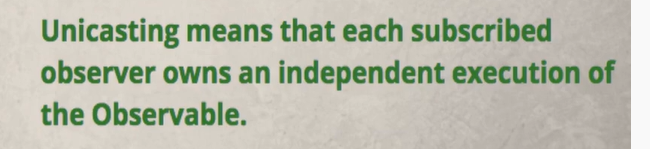 Unicasting means that each subscribed
observer owns an independent execution of
the Observable.